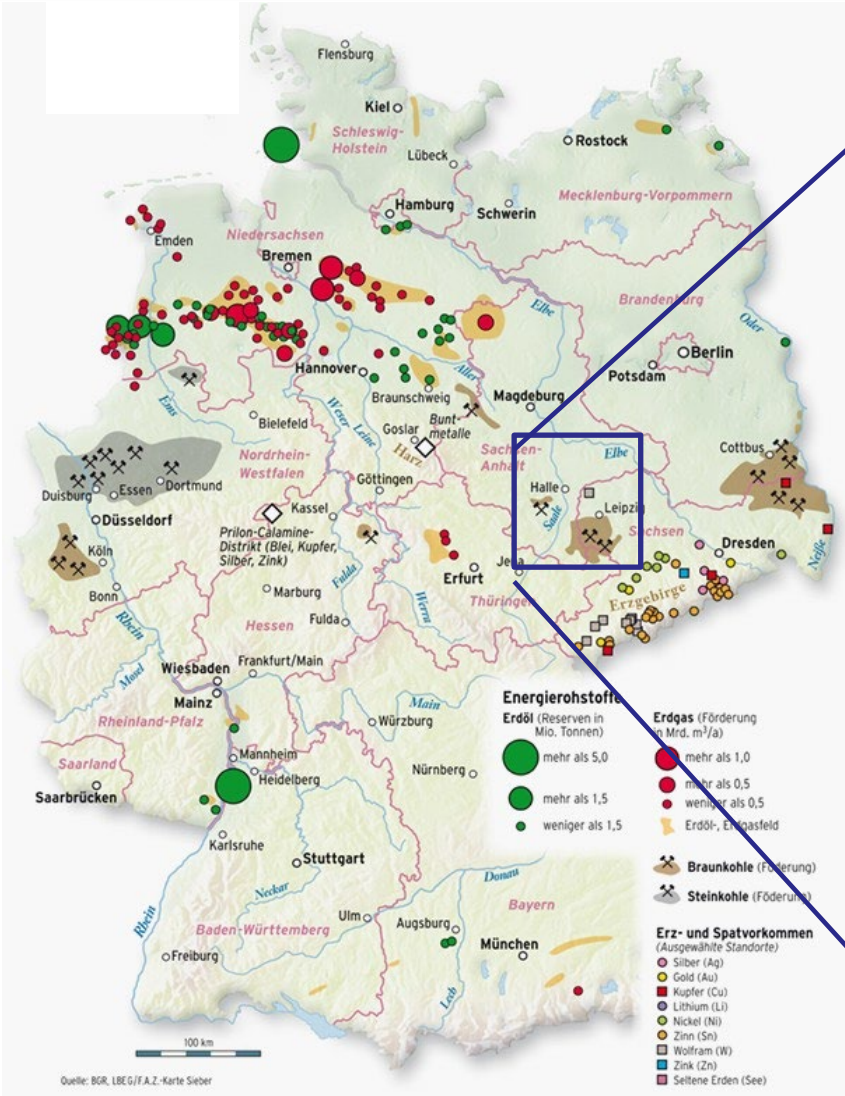 Flensburg
Kiel
Schleswig-
Holstein
Rostock
Lübeck
Hamburg
Schwerin
Mecklenburg-Vorpommern
Emden
Niedersachsen
Bremen
Elbe
Brandenburg
Oder
Berlin
Potsdam
Hannover
Aller
Braunschweig
Magdeburg
Ems
Weser
Leine
Bielefeld
Goslar
Bunt-
metalle
Harz
Sachsen-
Anhalt
Elbe
Cottbus
Nordrhein-
Westfalen
Duisburg
Essen
Dortmund
Göttingen
Halle
Saale
Leipzig
Sachsen
Düsseldorf
Kassel
Prilon-Calamine-
Distrikt (Blei, Kupfer,
Silber, Zink)
Köln
Bonn
Fulda
Erfurt
Jena
Dresden
Neiße
Marburg
Werra
Thüringen
Erzgebirge
Rhein
Hessen
Fulda
Mosel
Wiesbaden
Frankfurt/Main
Mainz
Main
Rheinland-Pfalz
Würzburg
Saarland
Mannheim
Heidelberg
Nürnberg
Saarbrücken
Karlsruhe
Stuttgart
Neckar
Donau
Rhein
Ulm
Augsburg
Bayern
Baden-Württemberg
München
Freiburg
Lech
100 km
Quelle: BGR, LBEG/F.A.Z.-Karte Sieber
Energierohstoffe
Erdöl (Reserven in
Mio. Tonnen)
mehr als 5,0
mehr als 1,5
weniger als 1,5
Erdgas (Förderung
in Mrd. m³/a)
mehr als 1,0
mehr als 0,5
weniger als 0,5
Erdöl-, Erdgasfeld
Braunkohle (Förderung)
Steinkohle (Föderung)
Erz- und Spatvorkommen
(Ausgewählte Standorte)
Silber (Ag)
Gold (Au)
Kupfer (Cu)
Lithium (Li)
Nickel (Ni)
Zinn (Sn)
Wolfram (W)
Zink (Zn)
Seltene Erden (See)